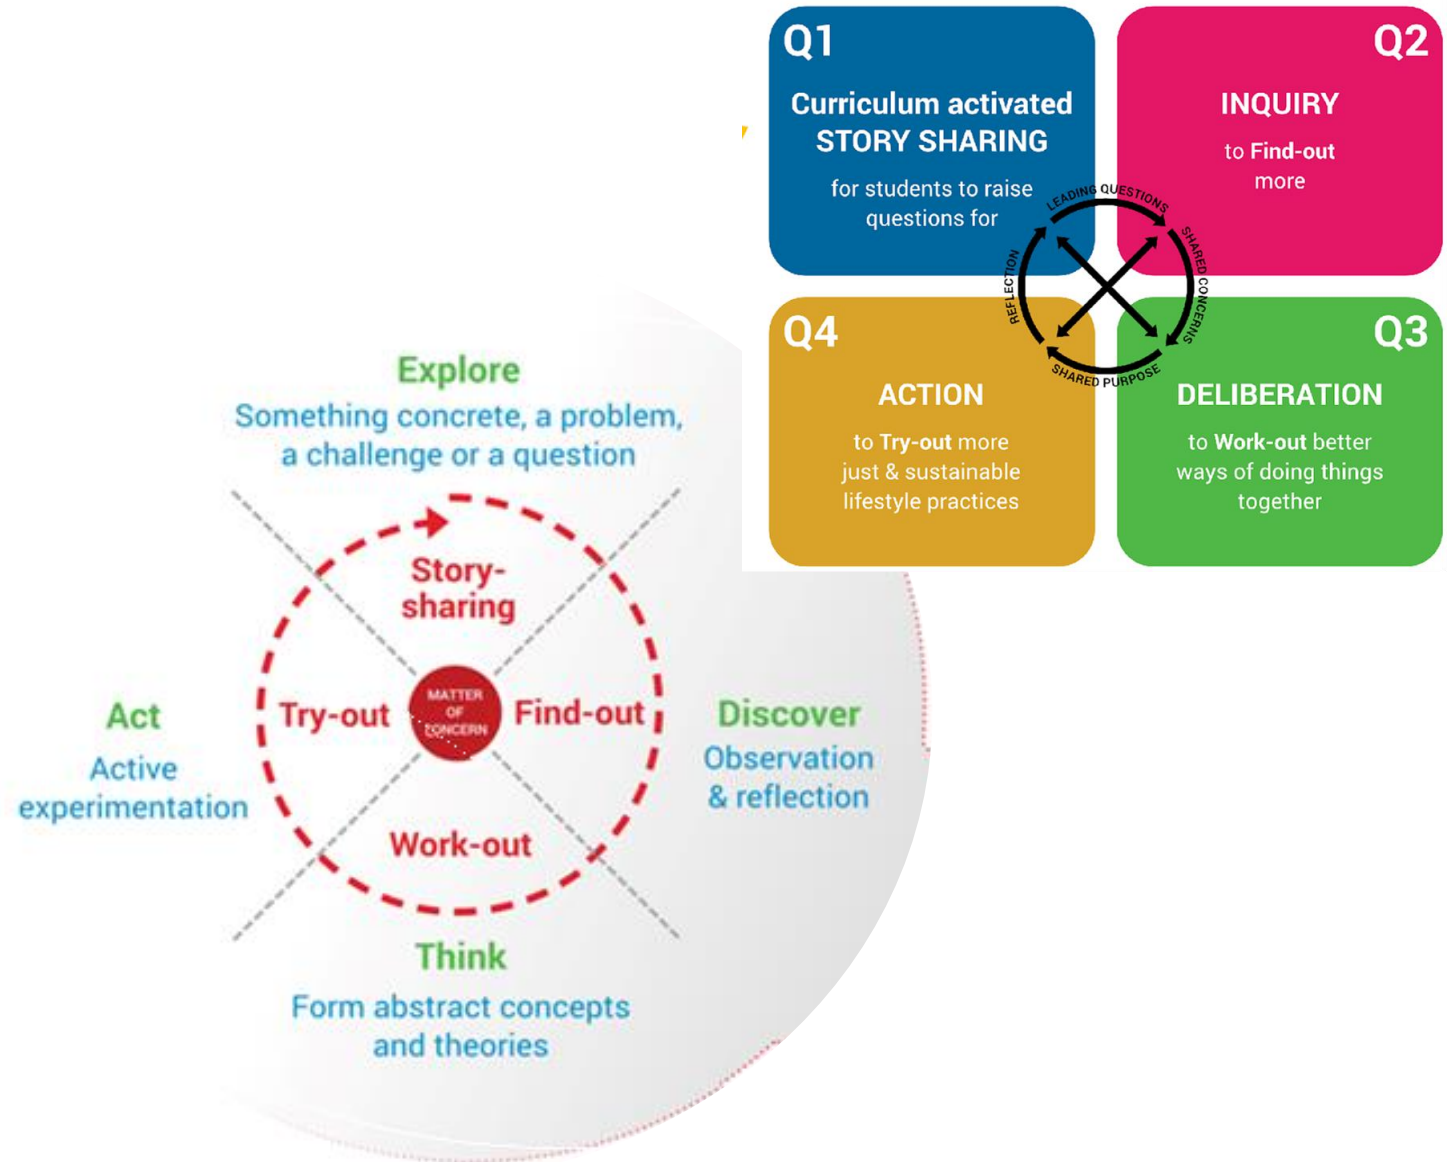 Q1
Curriculum activated
STORY SHARING
for students to raise
questions for
Q2
INQUIRY
to Find-out
more
LEADING QUESTIONS
SHARED CONCERNS
SHARED PURPOSE
REFLECTION
Q4
ACTION
to Try-out more
just & sustainable
lifestyle practices
Q3
DELIBERATION
to Work-out better
ways of doing things
together
Explore
Something concrete, a problem,
a challenge or a question
Story-
sharing
Act
Active
experimentation
Try-out
MATTER
OF
CONCERN
Find-out
Discover
Observation
& reflection
Work-out
Think
Form abstract concepts
and theories